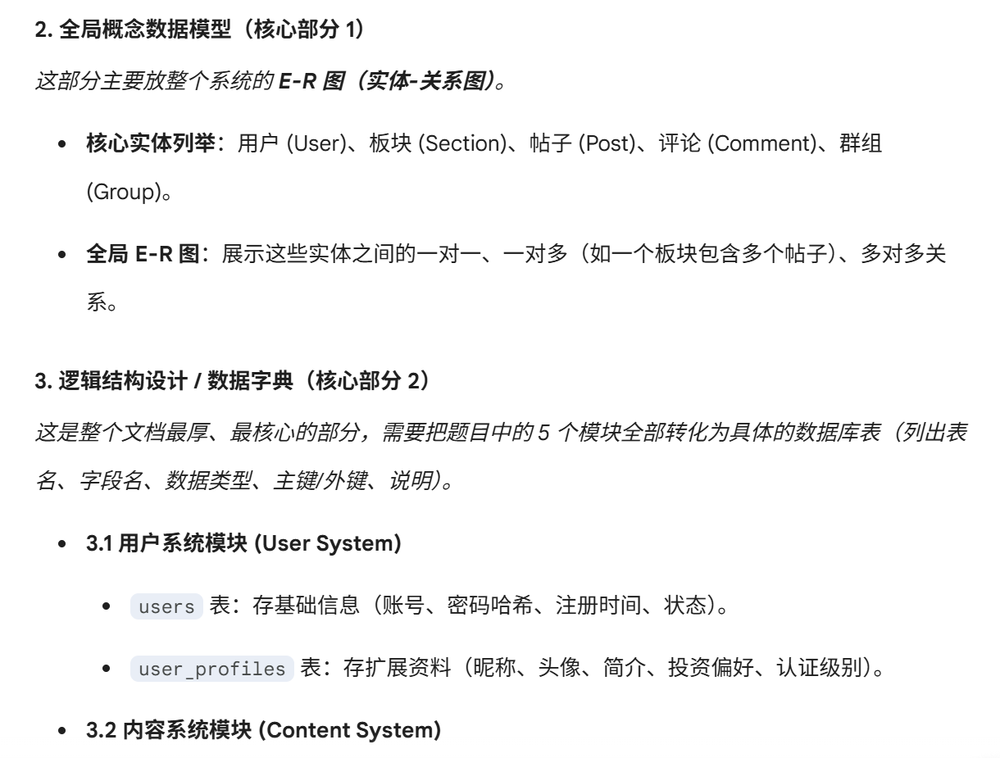 2. 全局概念数据模型（核心部分 1）
这部分主要放整个系统的 E-R 图（实体-关系图）。
核心实体列举：用户 (User)、板块 (Section)、帖子 (Post)、评论 (Comment)、群组
(Group)。
全局 E-R 图：展示这些实体之间的一对一、一对多（如一个板块包含多个帖子）、多对多关
系。
3. 逻辑结构设计 / 数据字典（核心部分 2）
这是整个文档最厚、最核心的部分，需要把题目中的 5 个模块全部转化为具体的数据库表（列出表
名、字段名、数据类型、主键/外键、说明）。
3.1 用户系统模块 (User System)
users 表：存基础信息（账号、密码哈希、注册时间、状态）。
user_profiles 表：存扩展资料（昵称、头像、简介、投资偏好、认证级别）。
3.2 内容系统模块 (Content System)